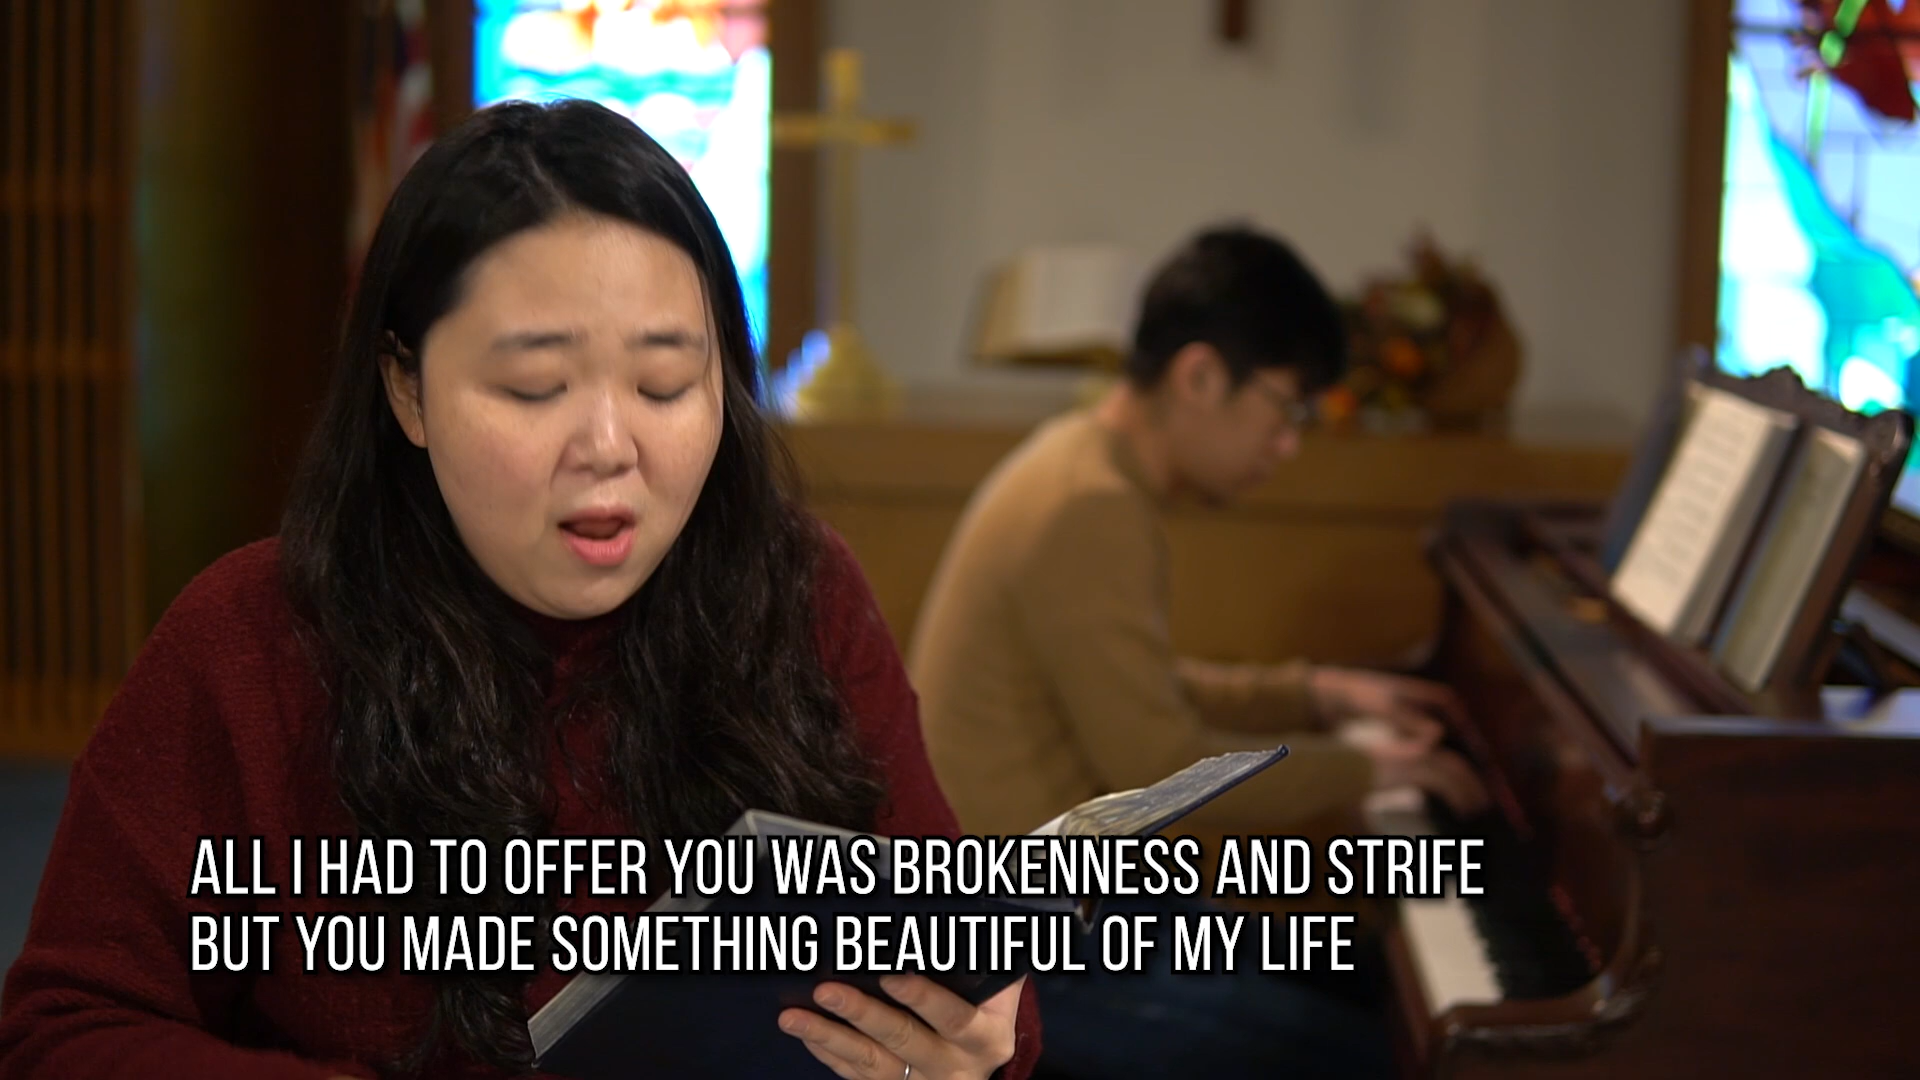 ALL I HAD TO OFFER YOU WAS BROKENNESS AND STRIFE
BUT YOU MADE SOMETHING BEAUTIFUL OF MY LIFE